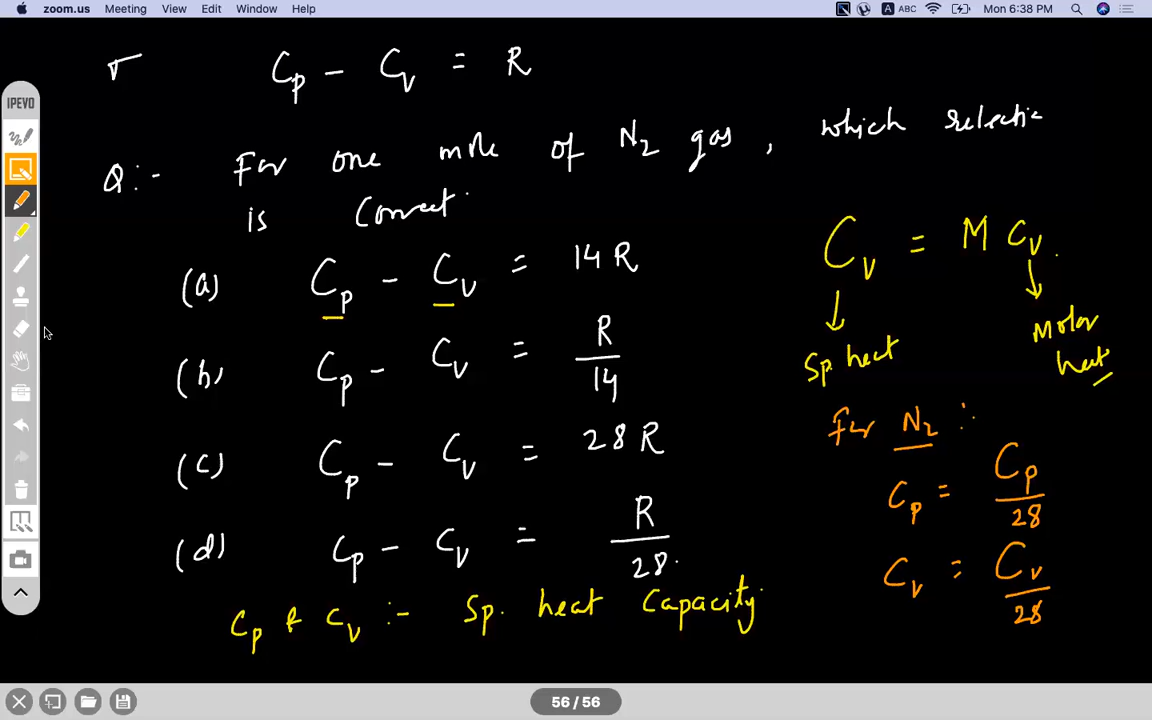 zoom.us Meeting View Edit Window Help A ABC Mon 6:38 PM
IPEVO
Cp - Cv = R
Q:- For one mole of N2 gas, which relectio
is Correct
(a) Cp - Cv = 14 R
(b) Cp - Cv = R/14
(c) Cp - Cv = 28 R
(d) Cp - Cv = R/28.
Cp & Cv :- Sp. heat Capacity
Cv = M Cv.
Sp heat
Molar
heat
For N2 :
Cp = Cp/28
Cv = Cv/28
56 / 56